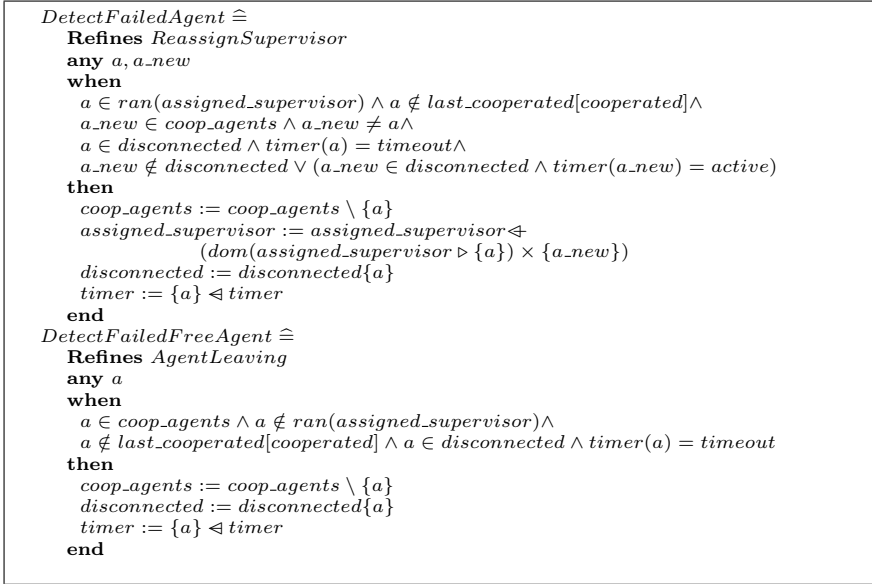 DetectFailedAgent ≙
Refines ReassignSupervisor
any a, a_new
when
a ∈ ran(assigned_supervisor) ∧ a ∉ last_cooperated[cooperated]∧
a_new ∈ coop_agents ∧ a_new ≠ a∧
a ∈ disconnected ∧ timer(a) = timeout∧
a_new ∉ disconnected ∨ (a_new ∈ disconnected ∧ timer(a_new) = active)
then
coop_agents := coop_agents \ {a}
assigned_supervisor := assigned_supervisor⩤
(dom(assigned_supervisor ▷ {a}) × {a_new})
disconnected := disconnected{a}
timer := {a} ⩤ timer
end
DetectFailedFreeAgent ≙
Refines AgentLeaving
any a
when
a ∈ coop_agents ∧ a ∉ ran(assigned_supervisor)∧
a ∉ last_cooperated[cooperated] ∧ a ∈ disconnected ∧ timer(a) = timeout
then
coop_agents := coop_agents \ {a}
disconnected := disconnected{a}
timer := {a} ⩤ timer
end